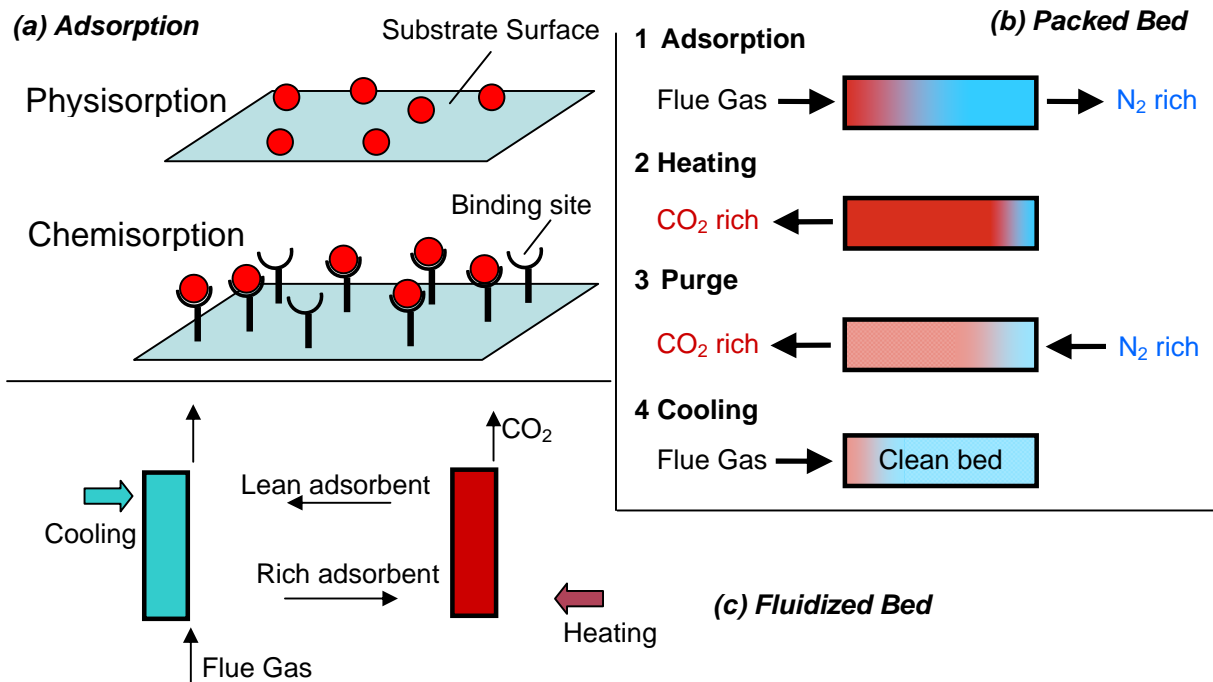 (a) Adsorption
Substrate Surface
Physisorption
Binding site
Chemisorption
(b) Packed Bed
1 Adsorption
Flue Gas
N₂ rich
2 Heating
CO₂ rich
3 Purge
CO₂ rich
N₂ rich
4 Cooling
Flue Gas
Clean bed
CO₂
Lean adsorbent
Cooling
Rich adsorbent
Heating
Flue Gas
(c) Fluidized Bed